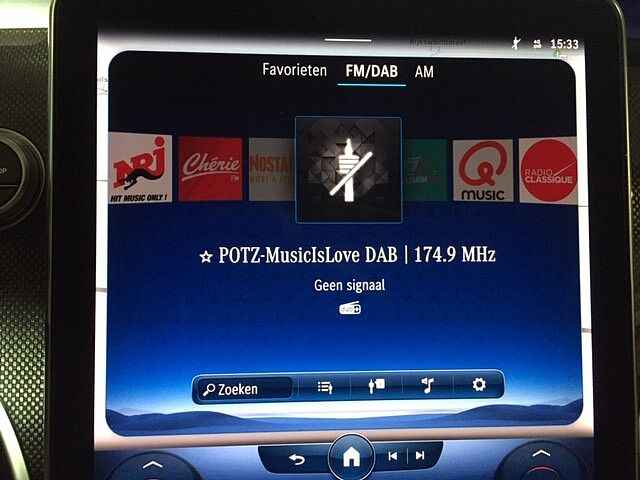 15:33
Favorieten FM/DAB AM
NRJ
HIT MUSIC ONLY!
Chérie
FM
NOSTA
MUSIC
RADIO
CLASSIQUE
POTZ-MusicIsLove DAB | 174.9 MHz
Geen signaal
Zoeken